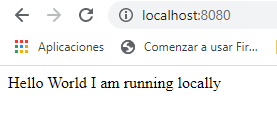 localhost:8080
Aplicaciones Comenzar a usar Fir...
Hello World I am running locally